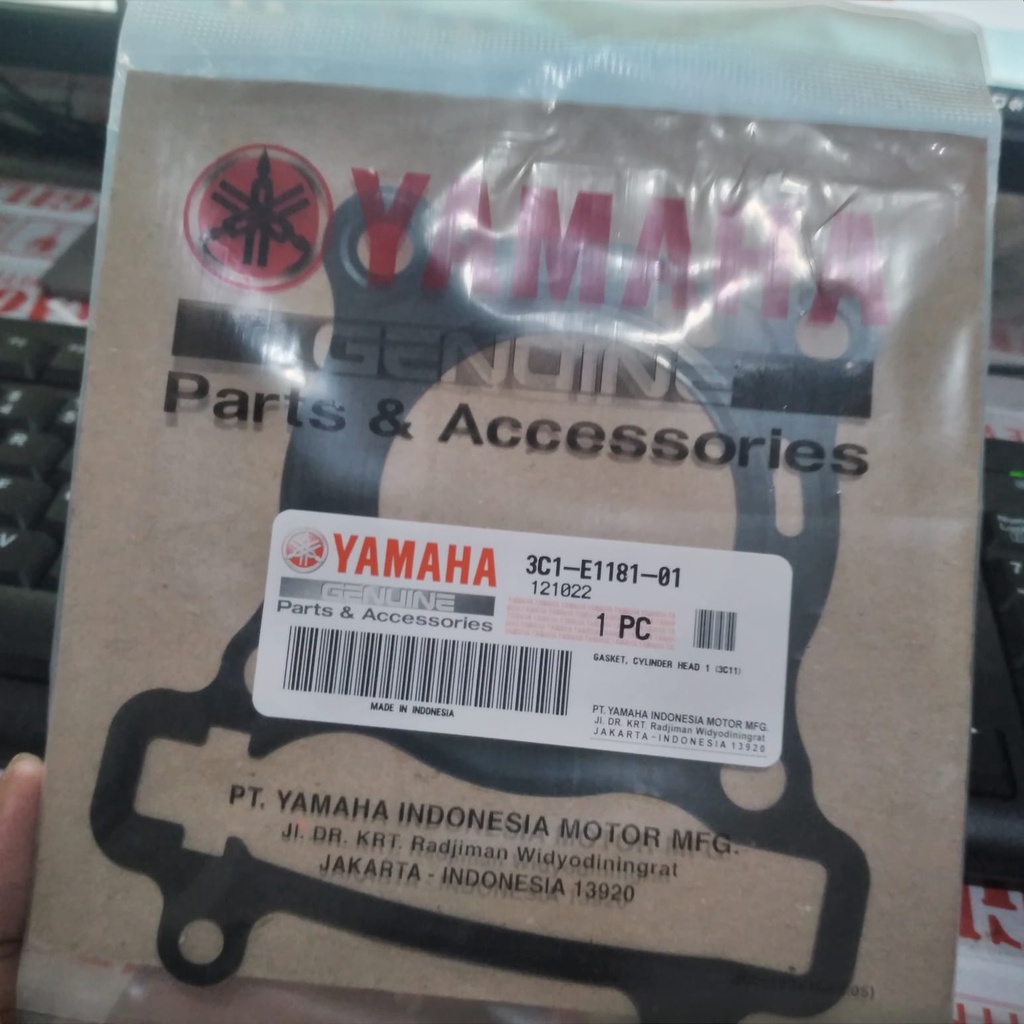 YAMAHA
GENUINE
Parts & Accessories
YAMAHA
GENUINE
Parts & Accessories
3C1-E1181-01
121022
1 PC
GASKET, CYLINDER HEAD 1 (3C11)
MADE IN INDONESIA
PT. YAMAHA INDONESIA MOTOR MFG.
Jl. DR. KRT. Radjiman Widyodiningrat
JAKARTA-INDONESIA 13920
PT. YAMAHA INDONESIA MOTOR MFG.
Jl. DR. KRT. Radjiman Widyodiningrat
JAKARTA - INDONESIA 13920